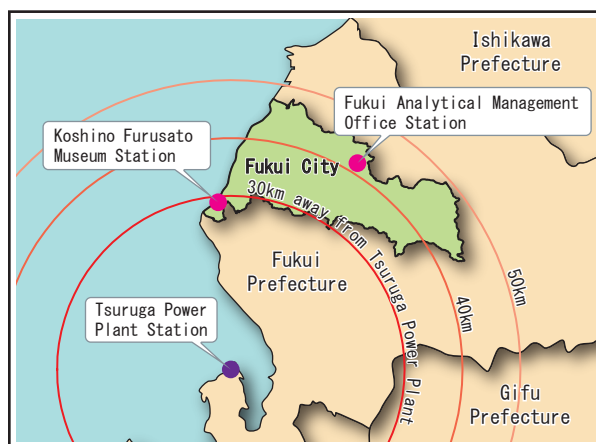 Ishikawa
Prefecture
Fukui Analytical Management
Office Station
Koshino Furusato
Museum Station
Fukui City
30km away from Tsuruga Power Plant
Fukui
Prefecture
50km
40km
Tsuruga Power
Plant Station
Gifu
Prefecture